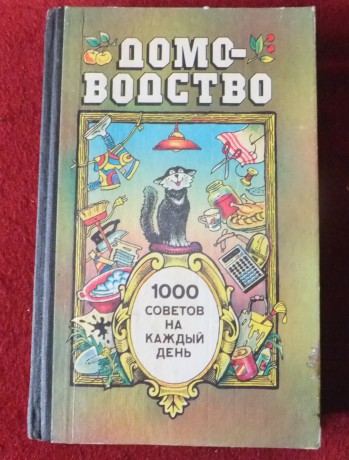 ДОМО-
ВОДСТВО
1000
СОВЕТОВ
НА
КАЖДЫЙ
ДЕНЬ